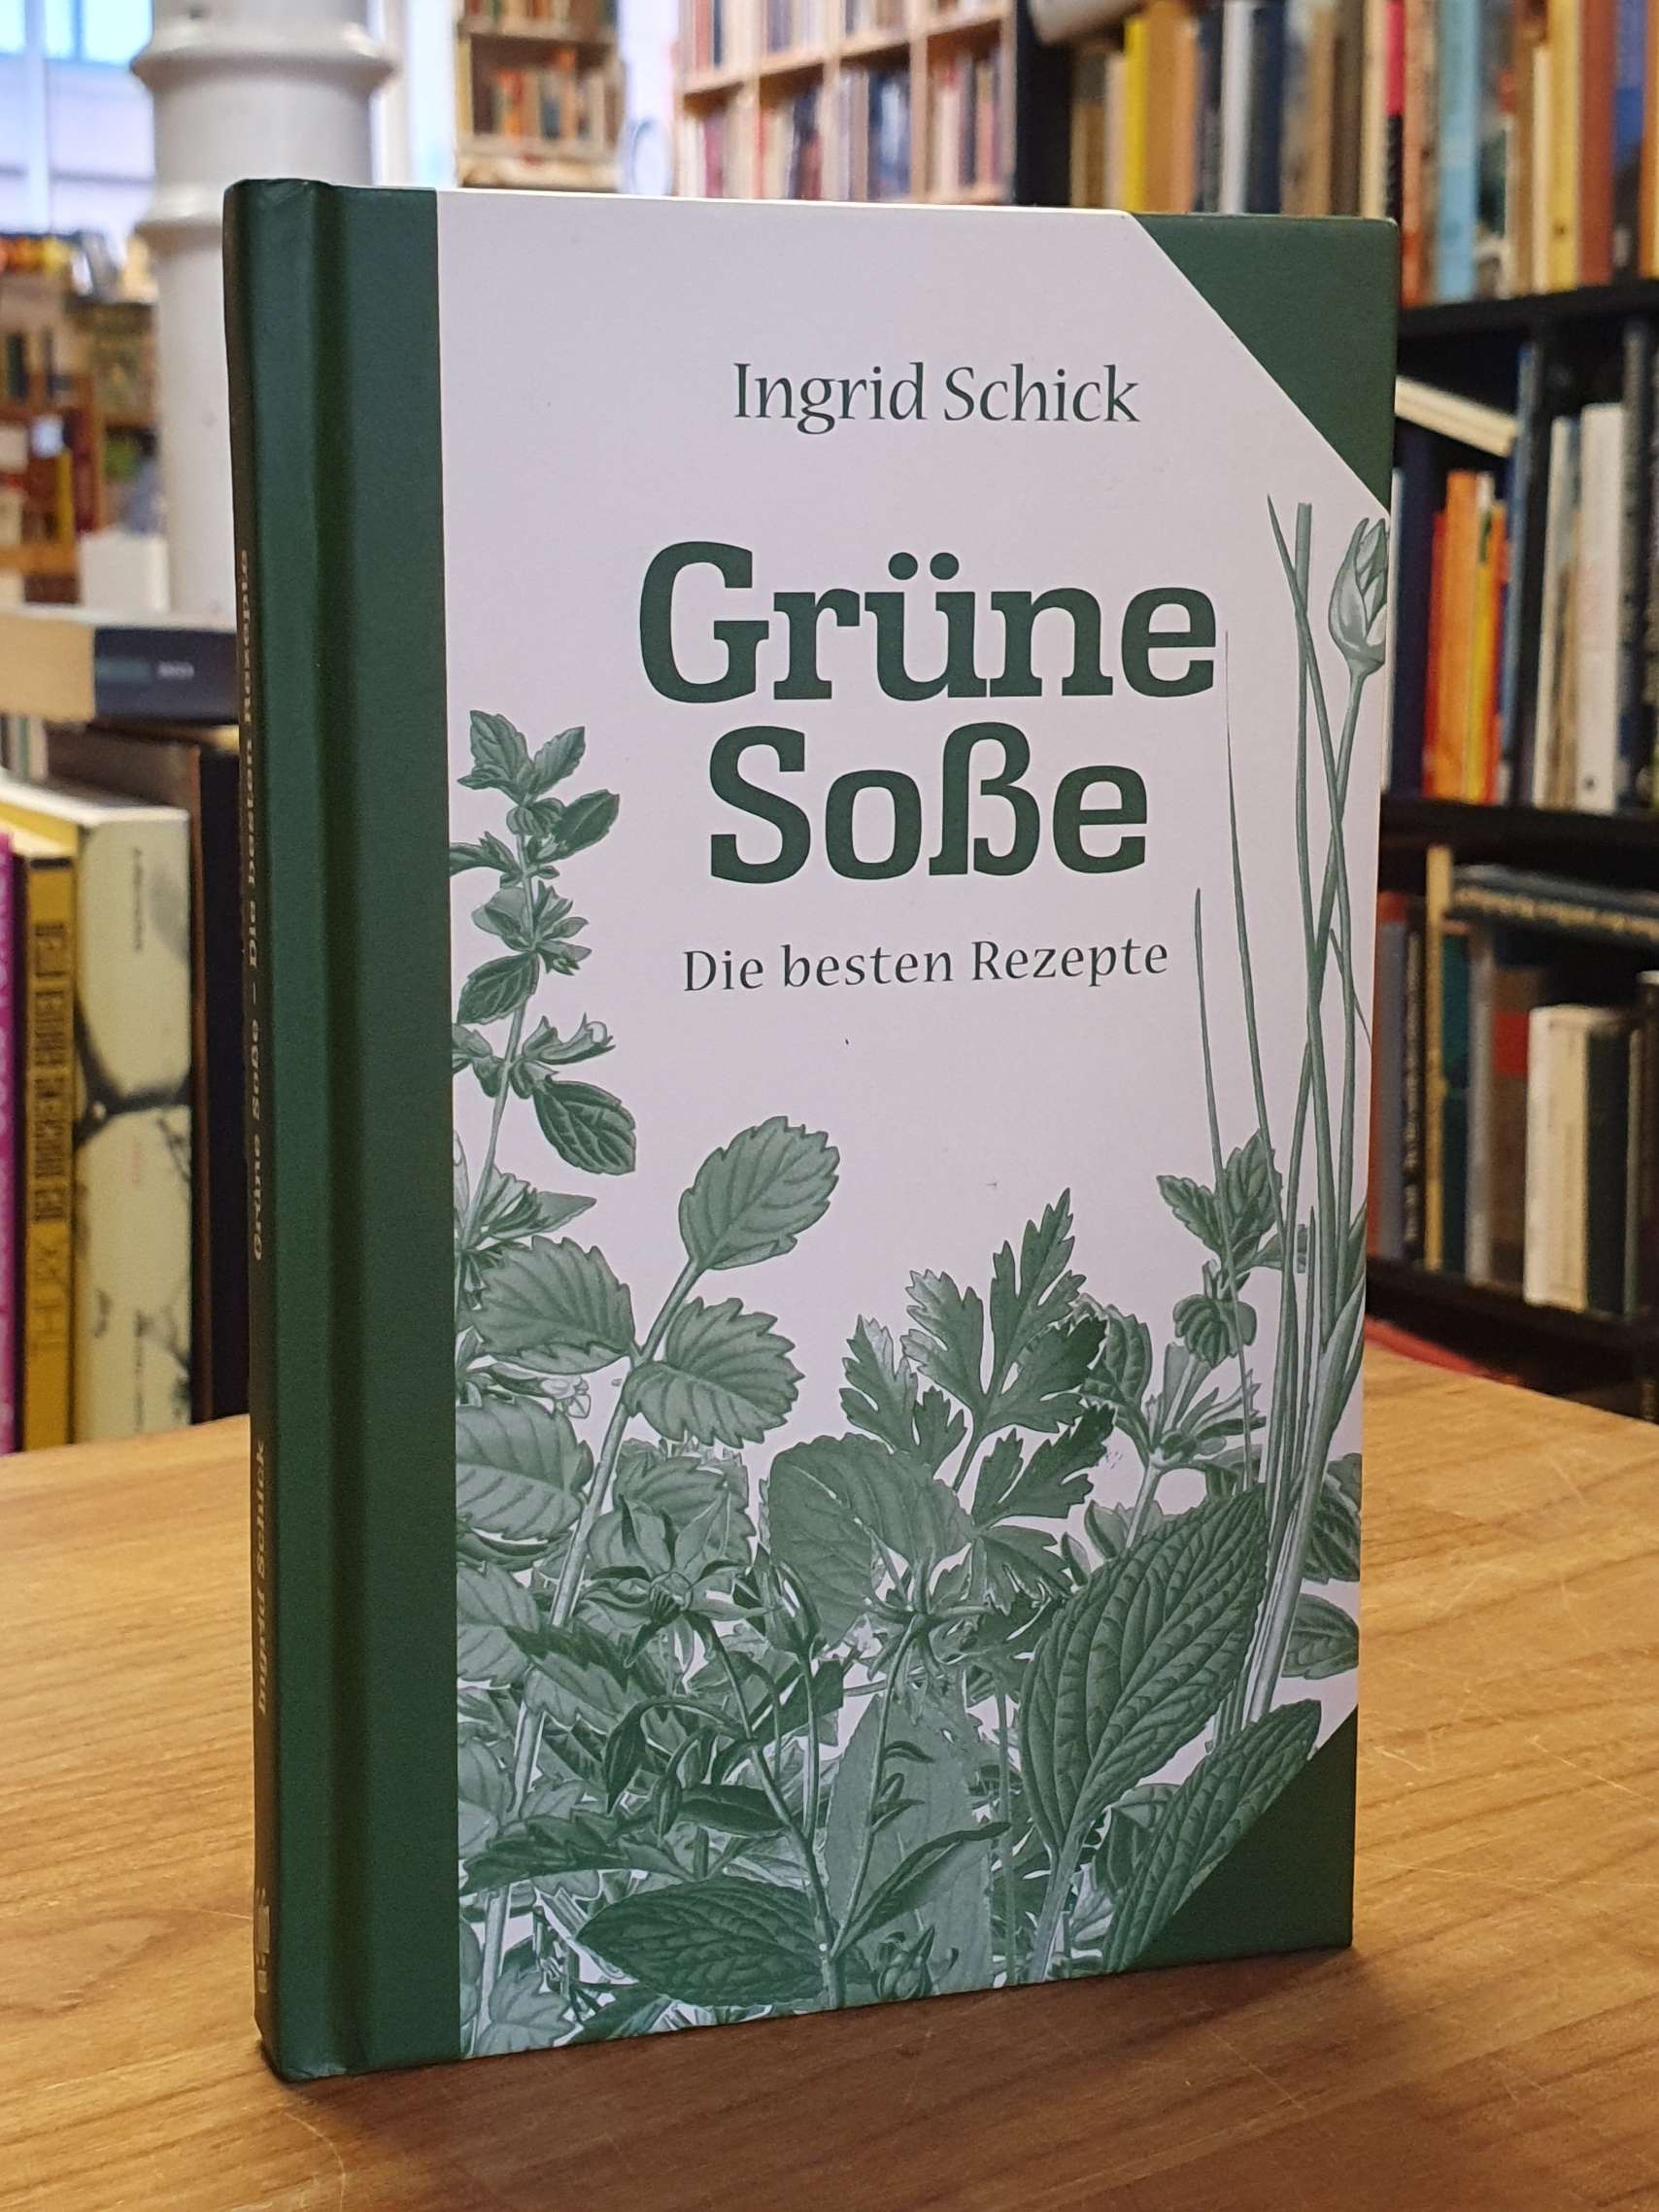 Ingrid Schick
Grüne
Soße
Die besten Rezepte
Ingrid Schick Grüne Soße – Die besten Rezepte